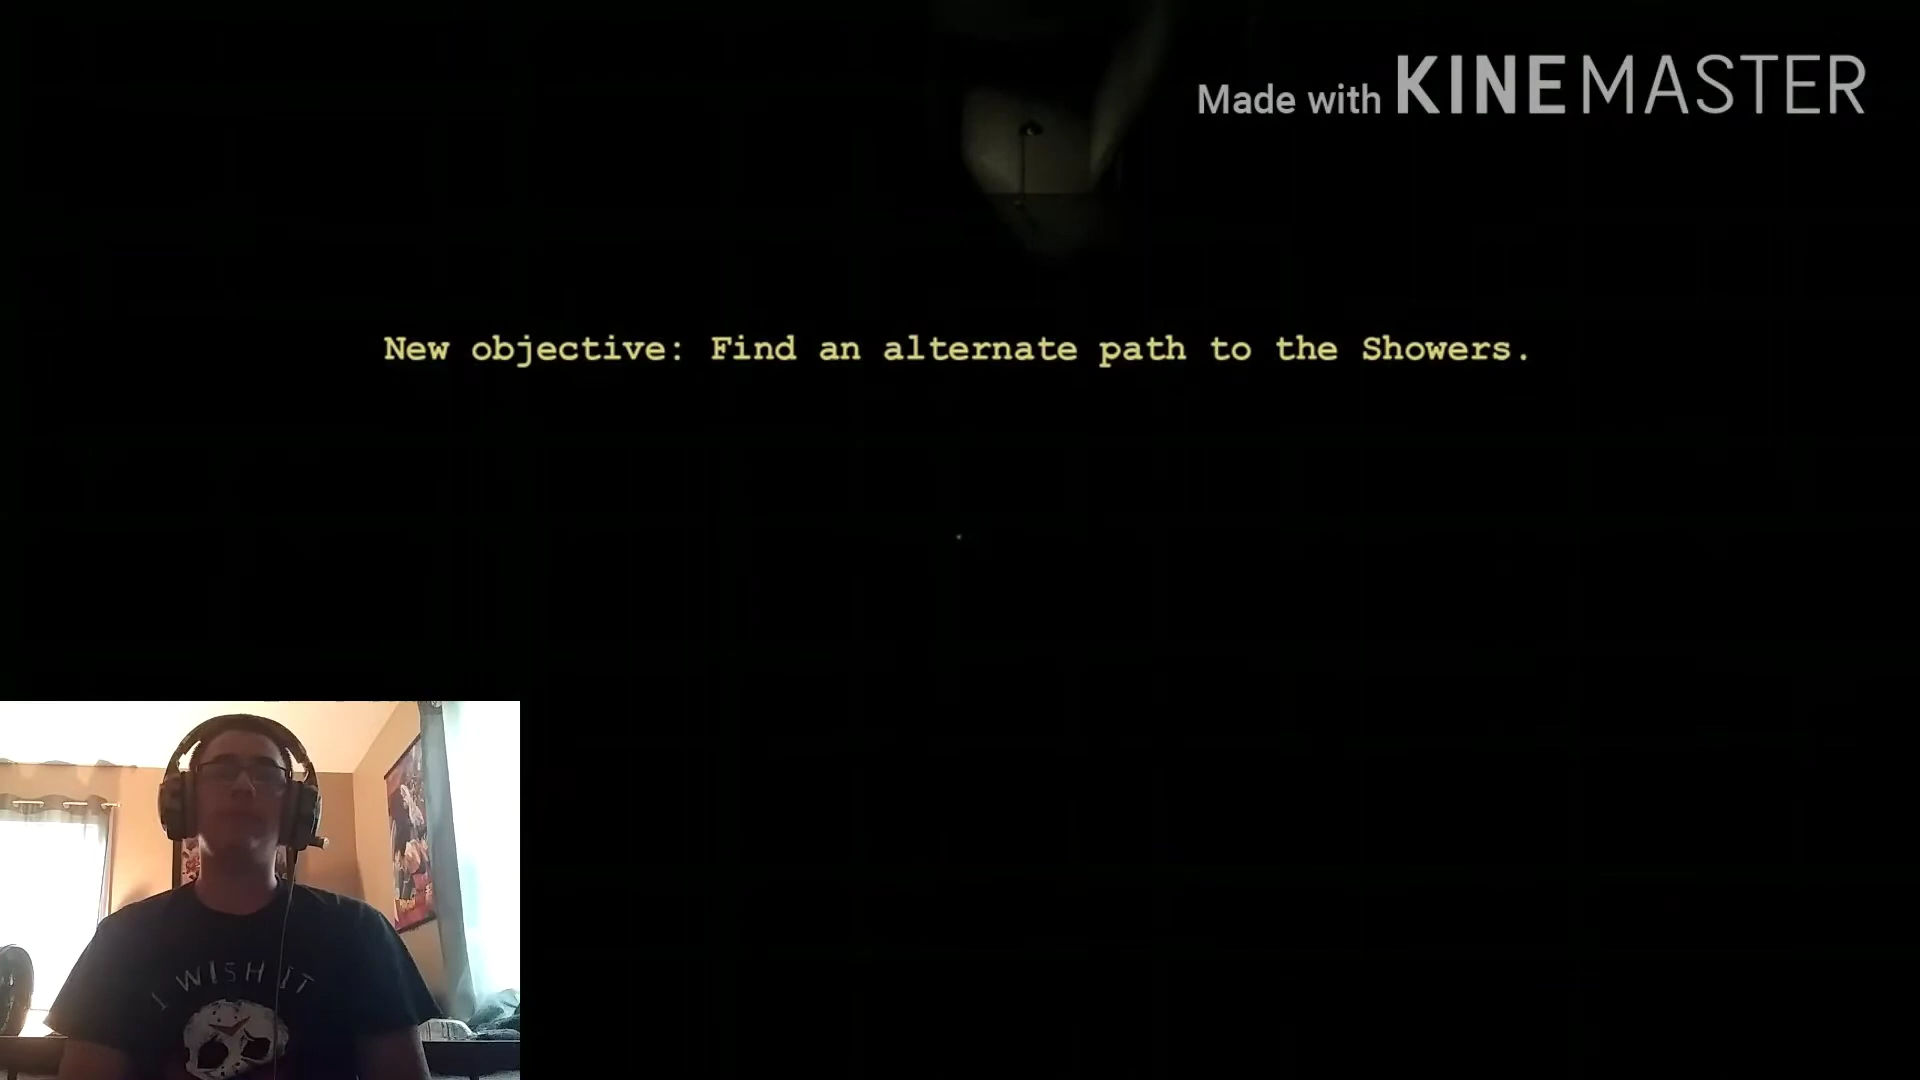 Made with KINEMASTER
New objective: Find an alternate path to the Showers.
I WISH IT